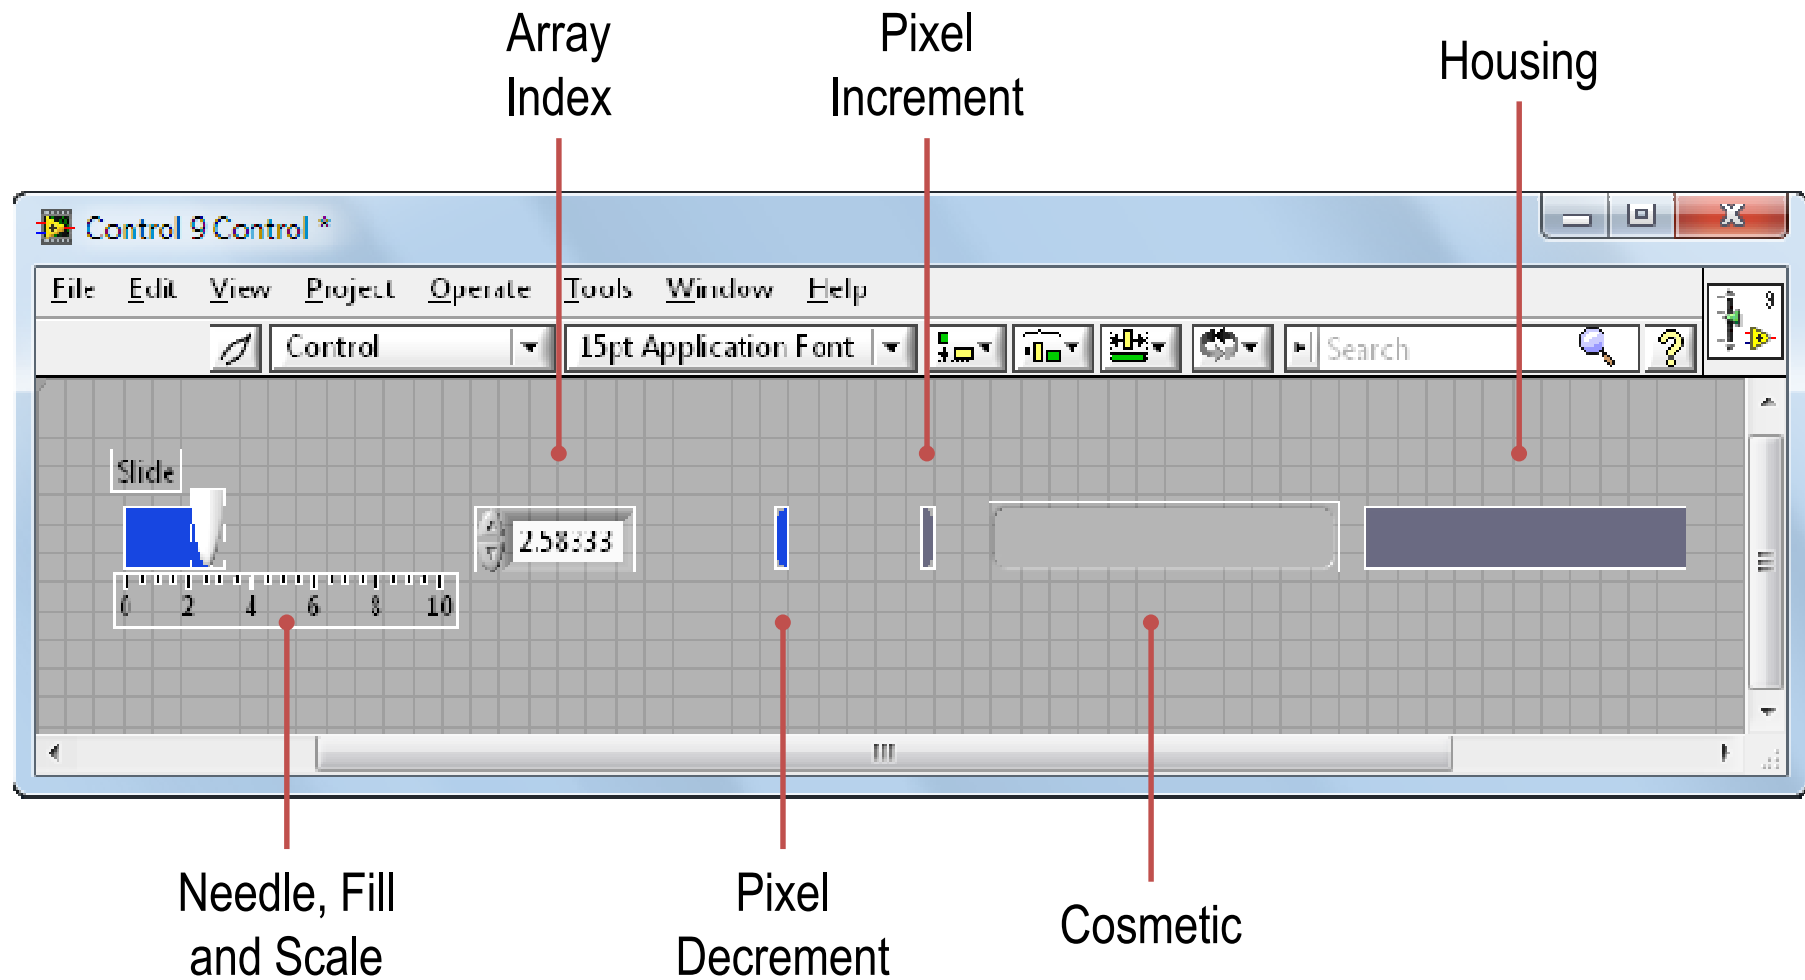 Array
Index
Pixel
Increment
Housing
Control 9 Control *
File Edit View Project Operate Tools Window Help
9
Control 15pt Application Font Search ?
Slide
2.58333
0 2 4 6 8 10
Needle, Fill
and Scale
Pixel
Decrement
Cosmetic